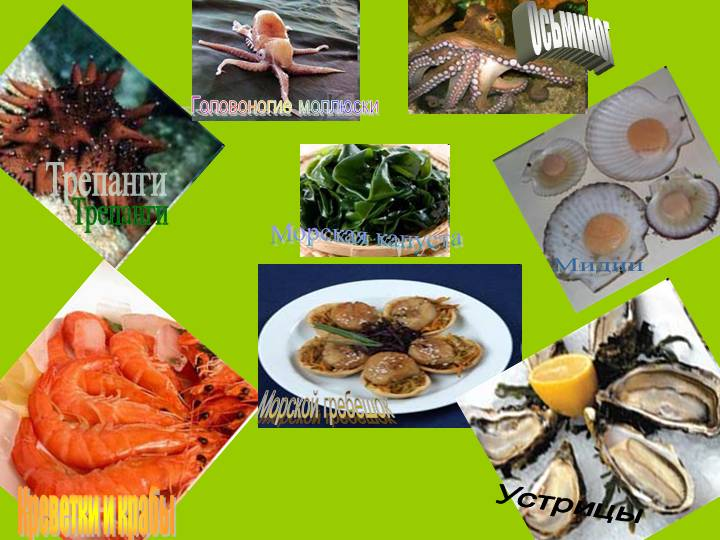 Осьминог
Головоногие моллюски
Трепанги
Трепанги
Морская капуста
Мидии
Морской гребешок
Креветки и крабы
Устрицы